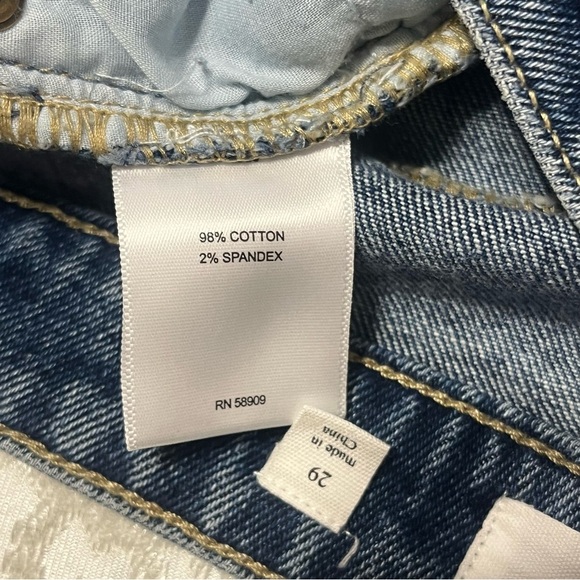 98% COTTON
2% SPANDEX
RN 58909
29
made in
China